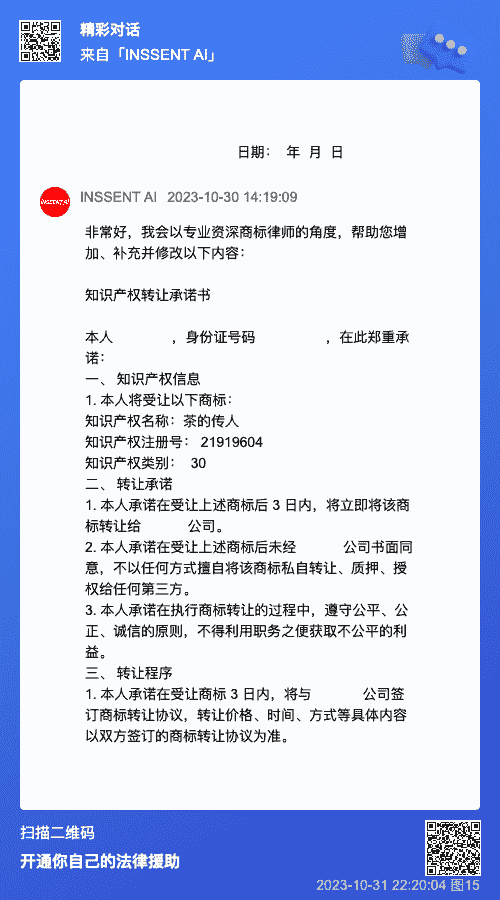 精彩对话
来自「INSSENT AI」
日期： 年 月 日
INSSENT AI
INSSENT AI 2023-10-30 14:19:09
非常好，我会以专业资深商标律师的角度，帮助您增
加、补充并修改以下内容：
知识产权转让承诺书
本人 ，身份证号码 ，在此郑重承
诺：
一、 知识产权信息
1. 本人将受让以下商标：
知识产权名称：茶的传人
知识产权注册号： 21919604
知识产权类别： 30
二、 转让承诺
1. 本人承诺在受让上述商标后 3 日内，将立即将该商
标转让给 公司。
2. 本人承诺在受让上述商标后未经 公司书面同
意，不以任何方式擅自将该商标私自转让、质押、授
权给任何第三方。
3. 本人承诺在执行商标转让的过程中，遵守公平、公
正、诚信的原则，不得利用职务之便获取不公平的利
益。
三、 转让程序
1. 本人承诺在受让商标 3 日内，将与 公司签
订商标转让协议，转让价格、时间、方式等具体内容
以双方签订的商标转让协议为准。
扫描二维码
开通你自己的法律援助
2023-10-31 22:20:04 图15